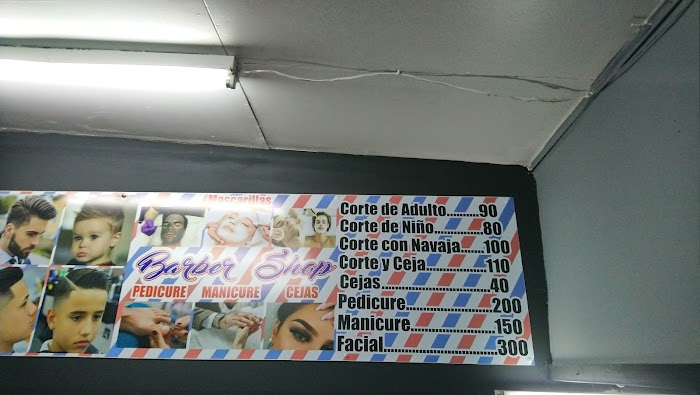 Mascarillas
Barber Shop
PEDICURE MANICURE CEJAS
Corte de Adulto..........90
Corte de Niño..............80
Corte con Navaja......100
Corte y Ceja...............110
Cejas...........................40
Pedicure.....................200
Manicure....................150
Facial..........................300